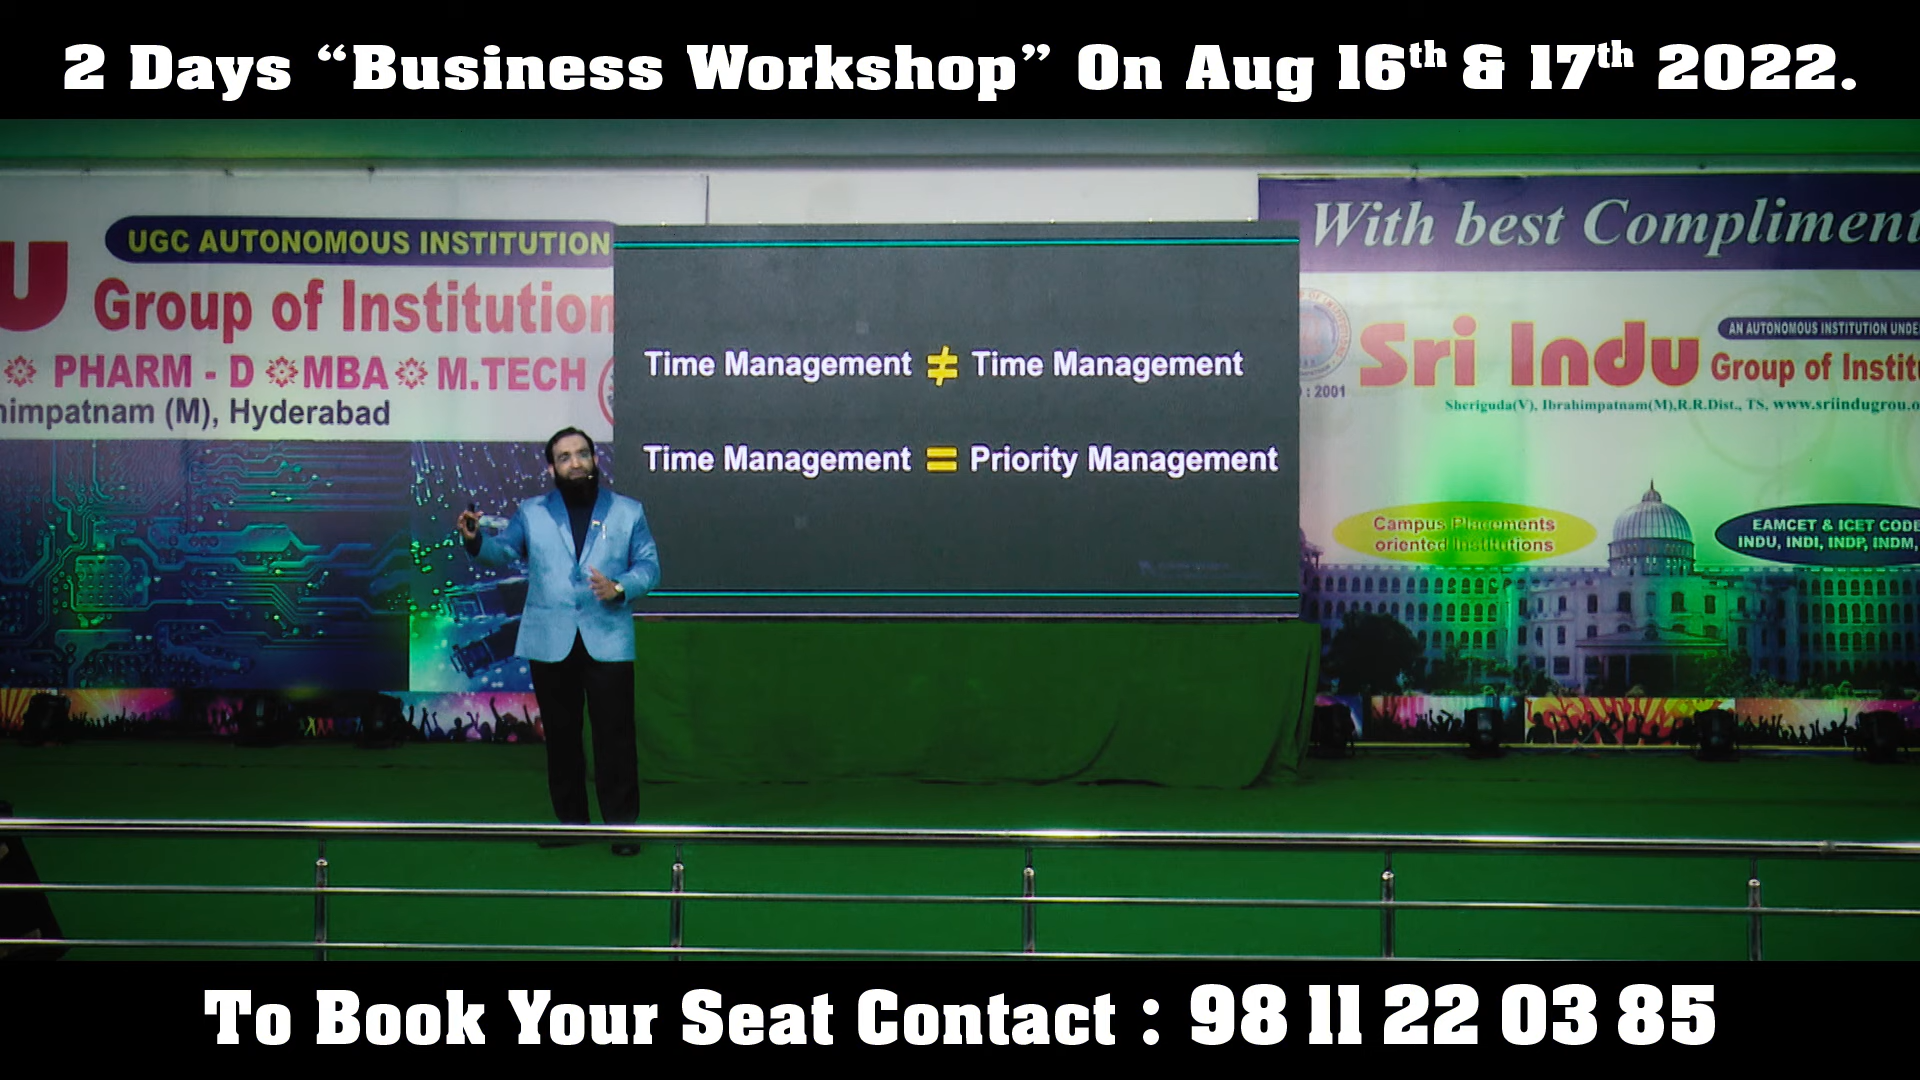 2 Days “Business Workshop” On Aug 16th & 17th 2022.
UGC AUTONOMOUS INSTITUTION
U Group of Institution
PHARM - D MBA M.TECH
himpatnam (M), Hyderabad
Time Management ≠ Time Management
Time Management = Priority Management
With best Compliment
AN AUTONOMOUS INSTITUTION UNDE
Sri Indu Group of Instit
: 2001
Sheriguda(V), Ibrahimpatnam(M),R.R.Dist., TS, www.sriindugrou.o
Campus Placements
oriented Institutions
EAMCET & ICET CODE
INDU, INDI, INDP, INDM,
To Book Your Seat Contact : 98 11 22 03 85